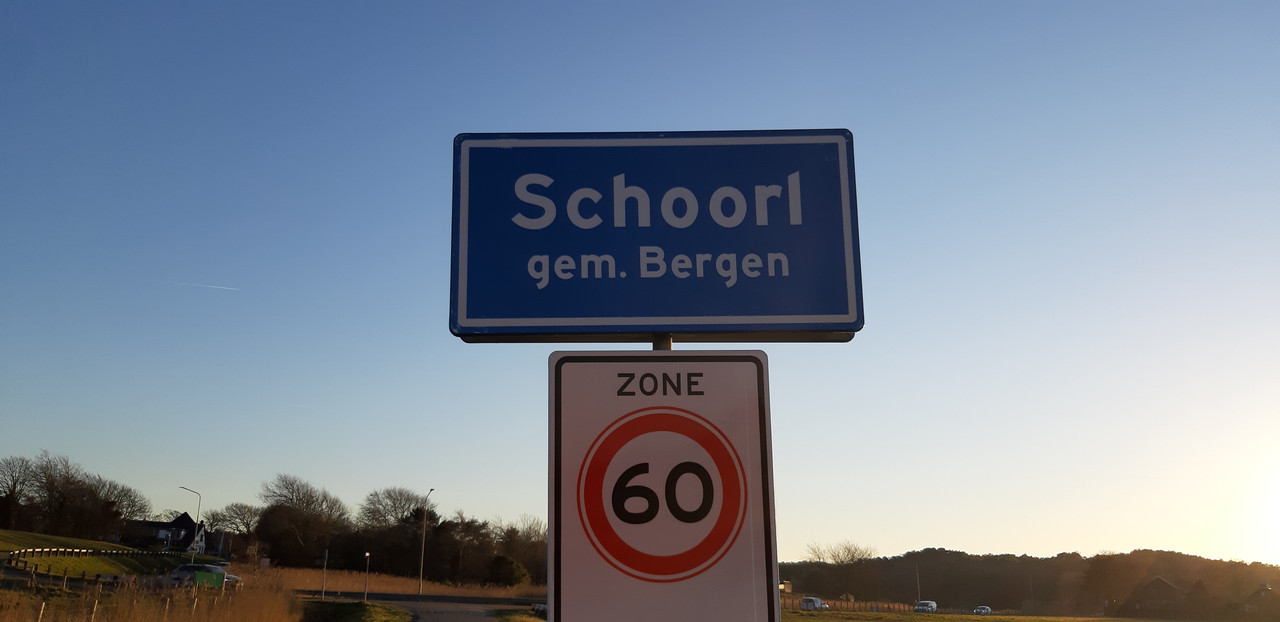 Schoorl
gem. Bergen
ZONE
60